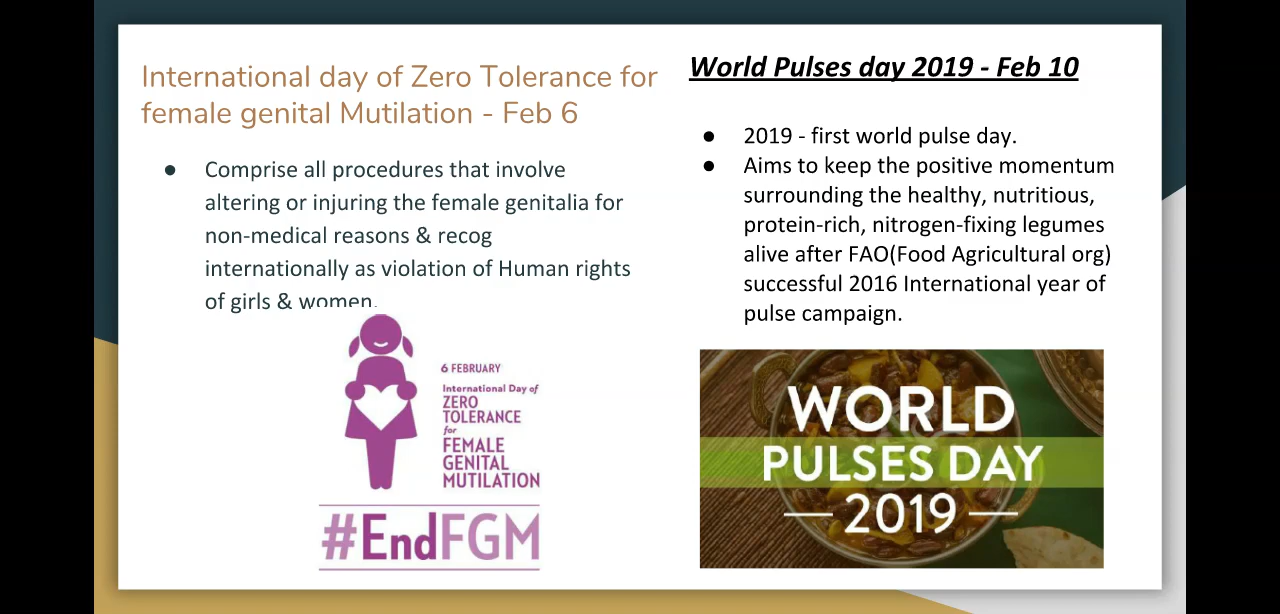 International day of Zero Tolerance for
female genital Mutilation - Feb 6
● Comprise all procedures that involve
altering or injuring the female genitalia for
non-medical reasons & recog
internationally as violation of Human rights
of girls & women.
6 FEBRUARY
International Day of
ZERO
TOLERANCE
for
FEMALE
GENITAL
MUTILATION
#EndFGM
World Pulses day 2019 - Feb 10
● 2019 - first world pulse day.
● Aims to keep the positive momentum
surrounding the healthy, nutritious,
protein-rich, nitrogen-fixing legumes
alive after FAO(Food Agricultural org)
successful 2016 International year of
pulse campaign.
WORLD
PULSES DAY
— 2019 —